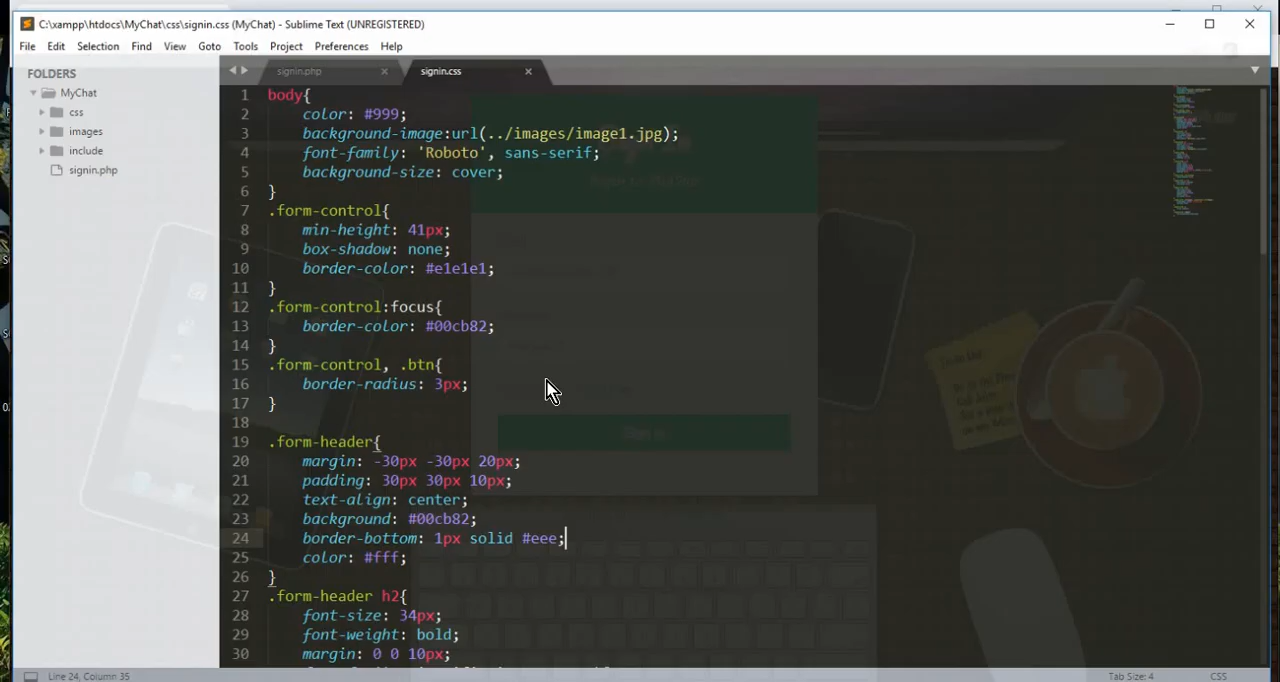 C:\xampp\htdocs\MyChat\css\signin.css (MyChat) - Sublime Text (UNREGISTERED)
File Edit Selection Find View Goto Tools Project Preferences Help
FOLDERS
MyChat
css
images
include
signin.php
signin.php
signin.css
1 body{
2 color: #999;
3 background-image:url(../images/image1.jpg);
4 font-family: 'Roboto', sans-serif;
5 background-size: cover;
6 }
7 .form-control{
8 min-height: 41px;
9 box-shadow: none;
10 border-color: #e1e1e1;
11 }
12 .form-control:focus{
13 border-color: #00cb82;
14 }
15 .form-control, .btn{
16 border-radius: 3px;
17 }
18
19 .form-header{
20 margin: -30px -30px 20px;
21 padding: 30px 30px 10px;
22 text-align: center;
23 background: #00cb82;
24 border-bottom: 1px solid #eee;
25 color: #fff;
26 }
27 .form-header h2{
28 font-size: 34px;
29 font-weight: bold;
30 margin: 0 0 10px;
Line 24, Column 35
Tab Size: 4
CSS